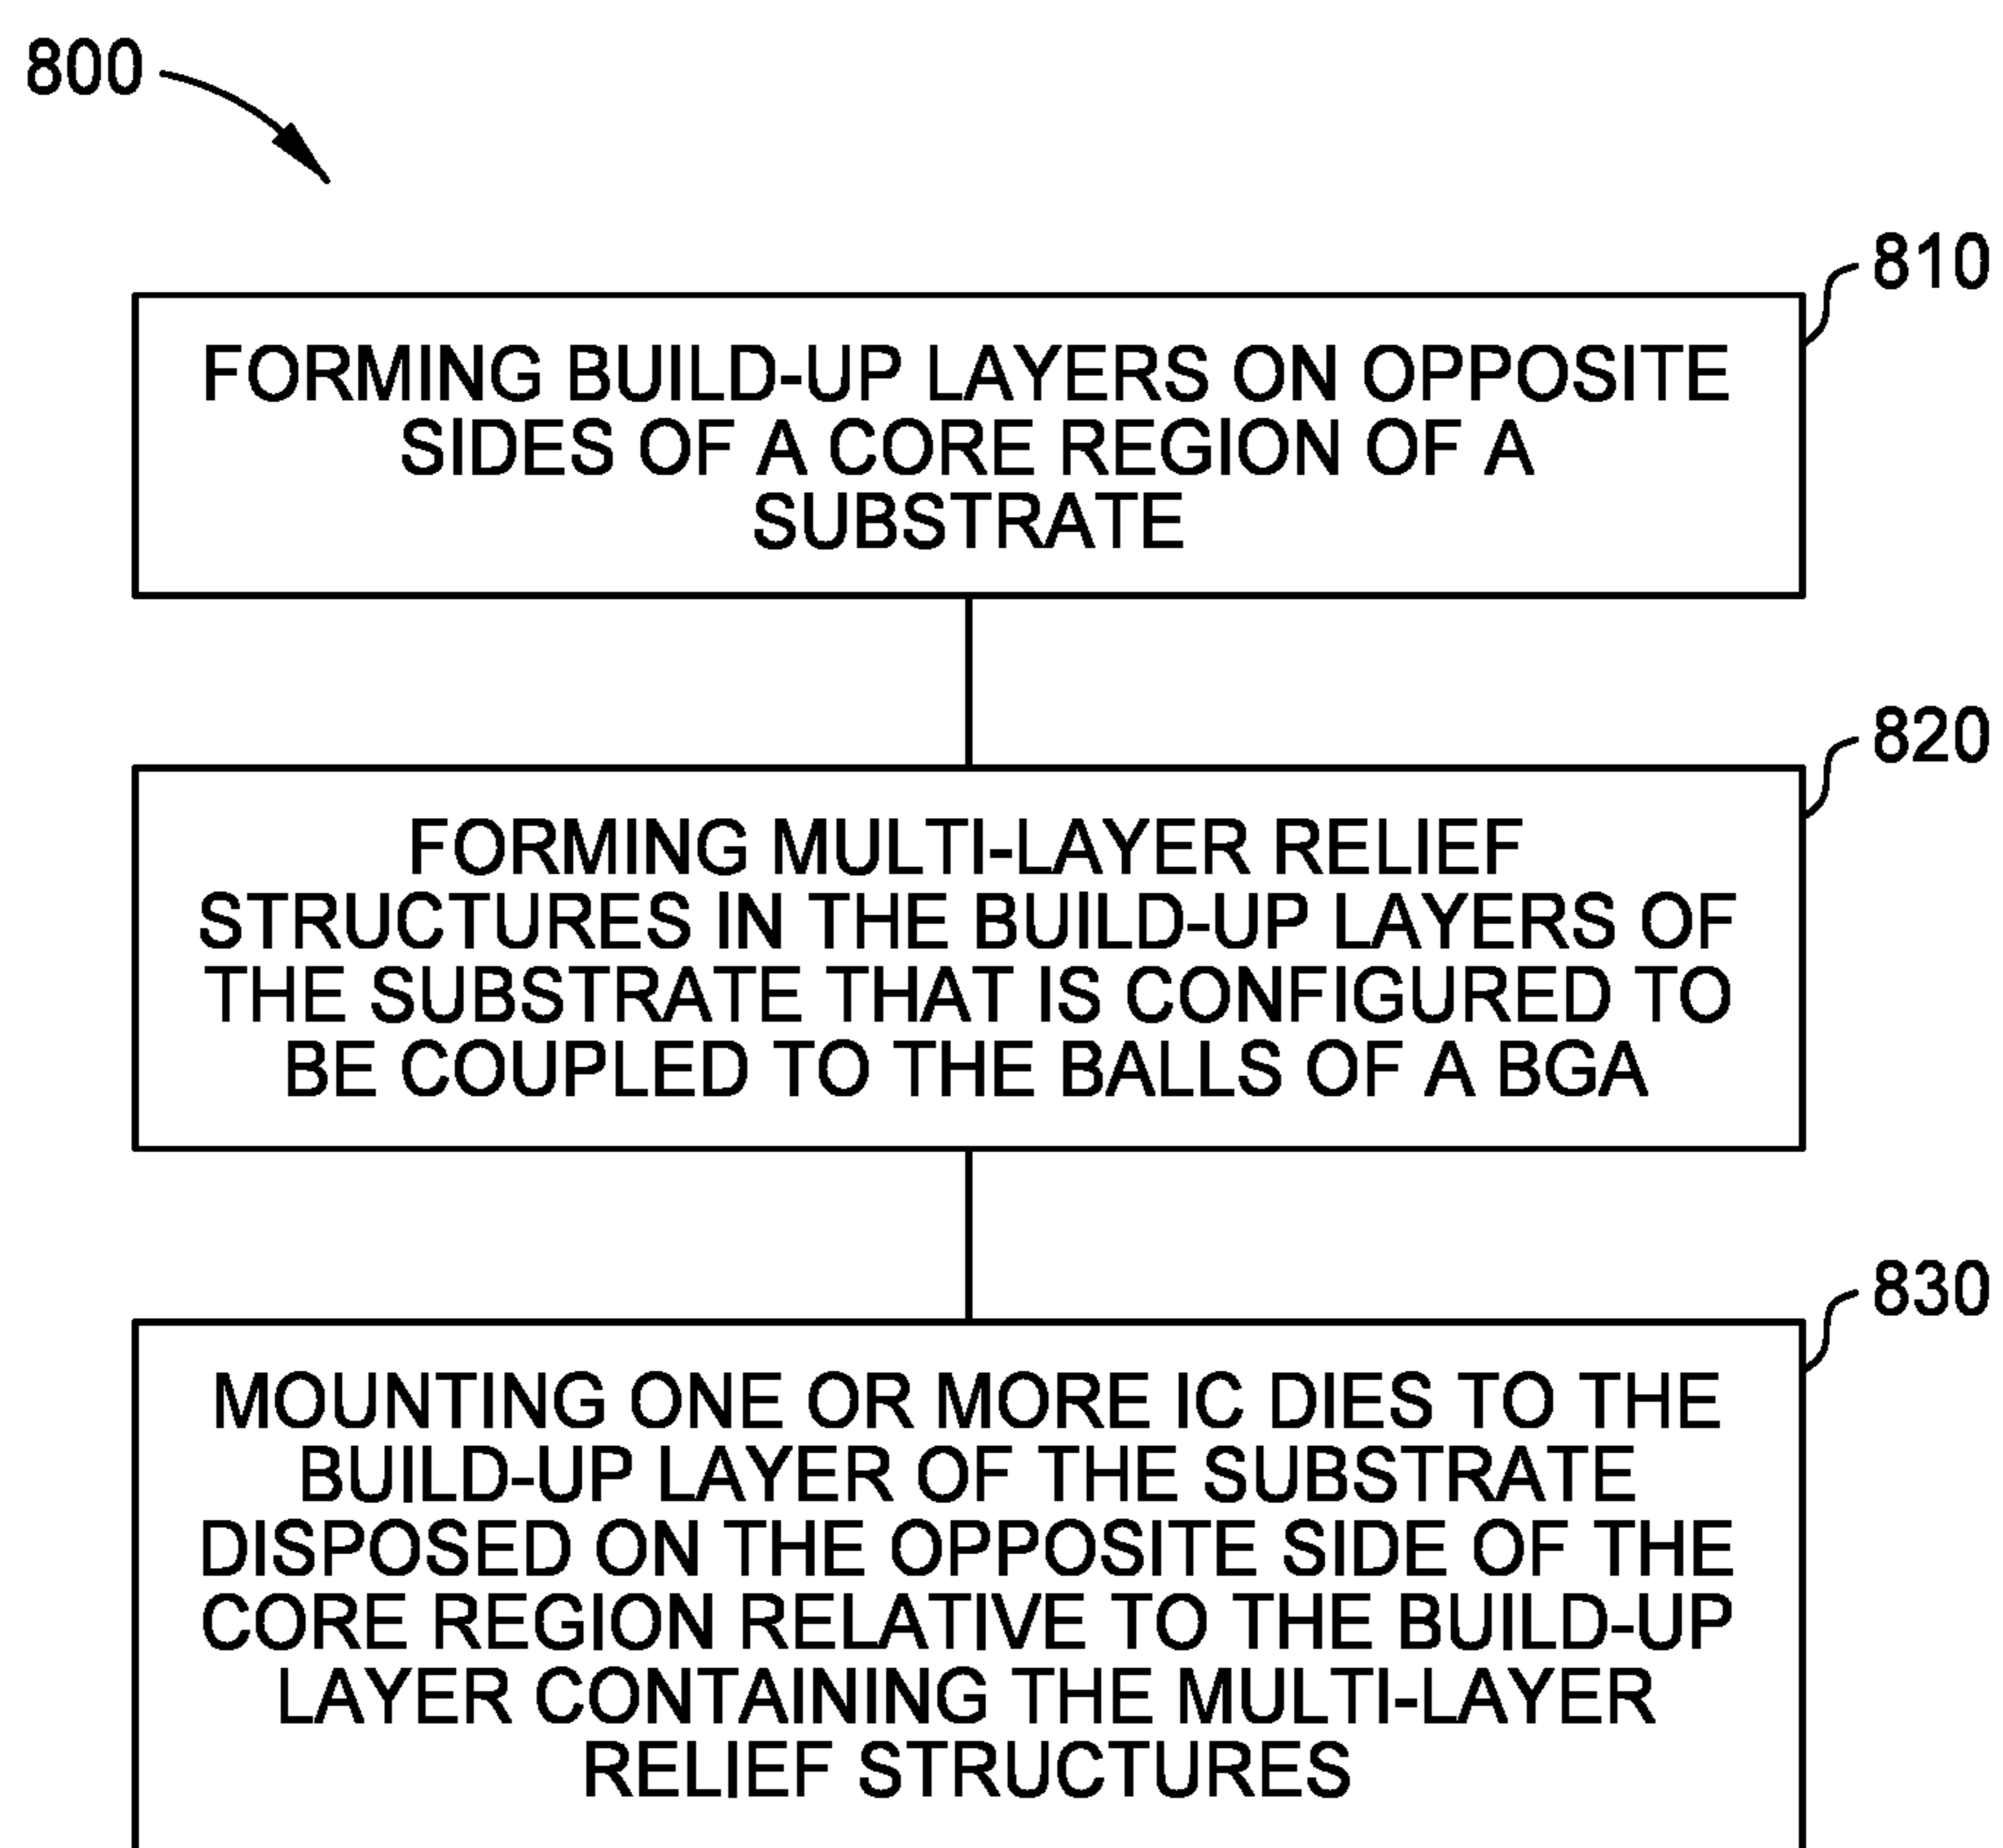 800
810
FORMING BUILD-UP LAYERS ON OPPOSITE
SIDES OF A CORE REGION OF A
SUBSTRATE
820
FORMING MULTI-LAYER RELIEF
STRUCTURES IN THE BUILD-UP LAYERS OF
THE SUBSTRATE THAT IS CONFIGURED TO
BE COUPLED TO THE BALLS OF A BGA
830
MOUNTING ONE OR MORE IC DIES TO THE
BUILD-UP LAYER OF THE SUBSTRATE
DISPOSED ON THE OPPOSITE SIDE OF THE
CORE REGION RELATIVE TO THE BUILD-UP
LAYER CONTAINING THE MULTI-LAYER
RELIEF STRUCTURES